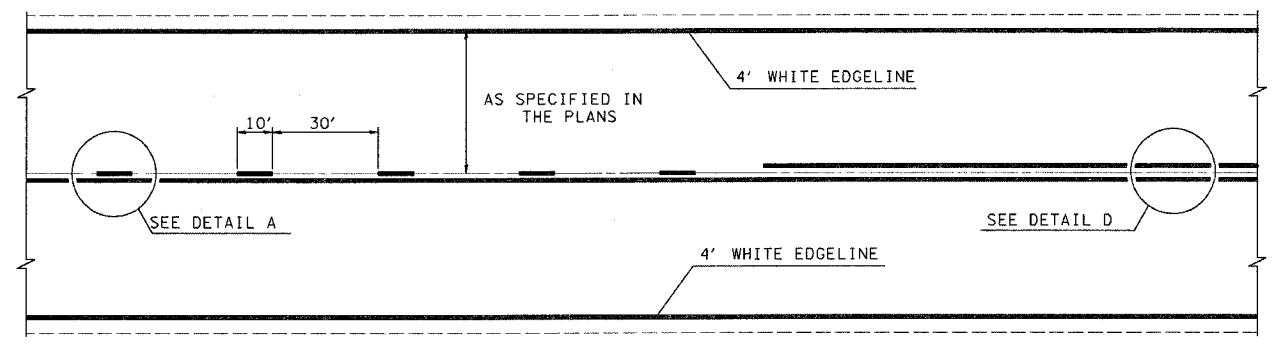 4' WHITE EDGELINE
AS SPECIFIED IN
THE PLANS
10'
30'
SEE DETAIL A
SEE DETAIL D
4' WHITE EDGELINE